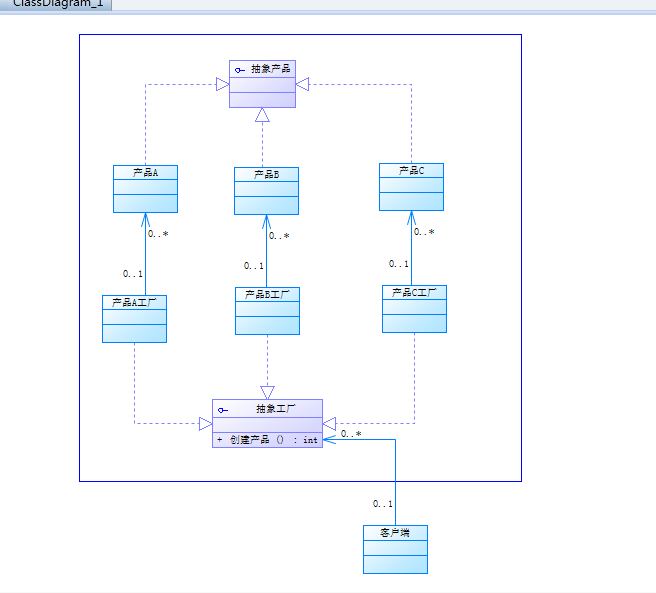 ClassDiagram_1
抽象产品
产品A
产品B
产品C
0..*
0..*
0..*
0..1
0..1
0..1
产品A工厂
产品B工厂
产品C工厂
抽象工厂
+ 创建产品 () : int
0..*
0..1
客户端